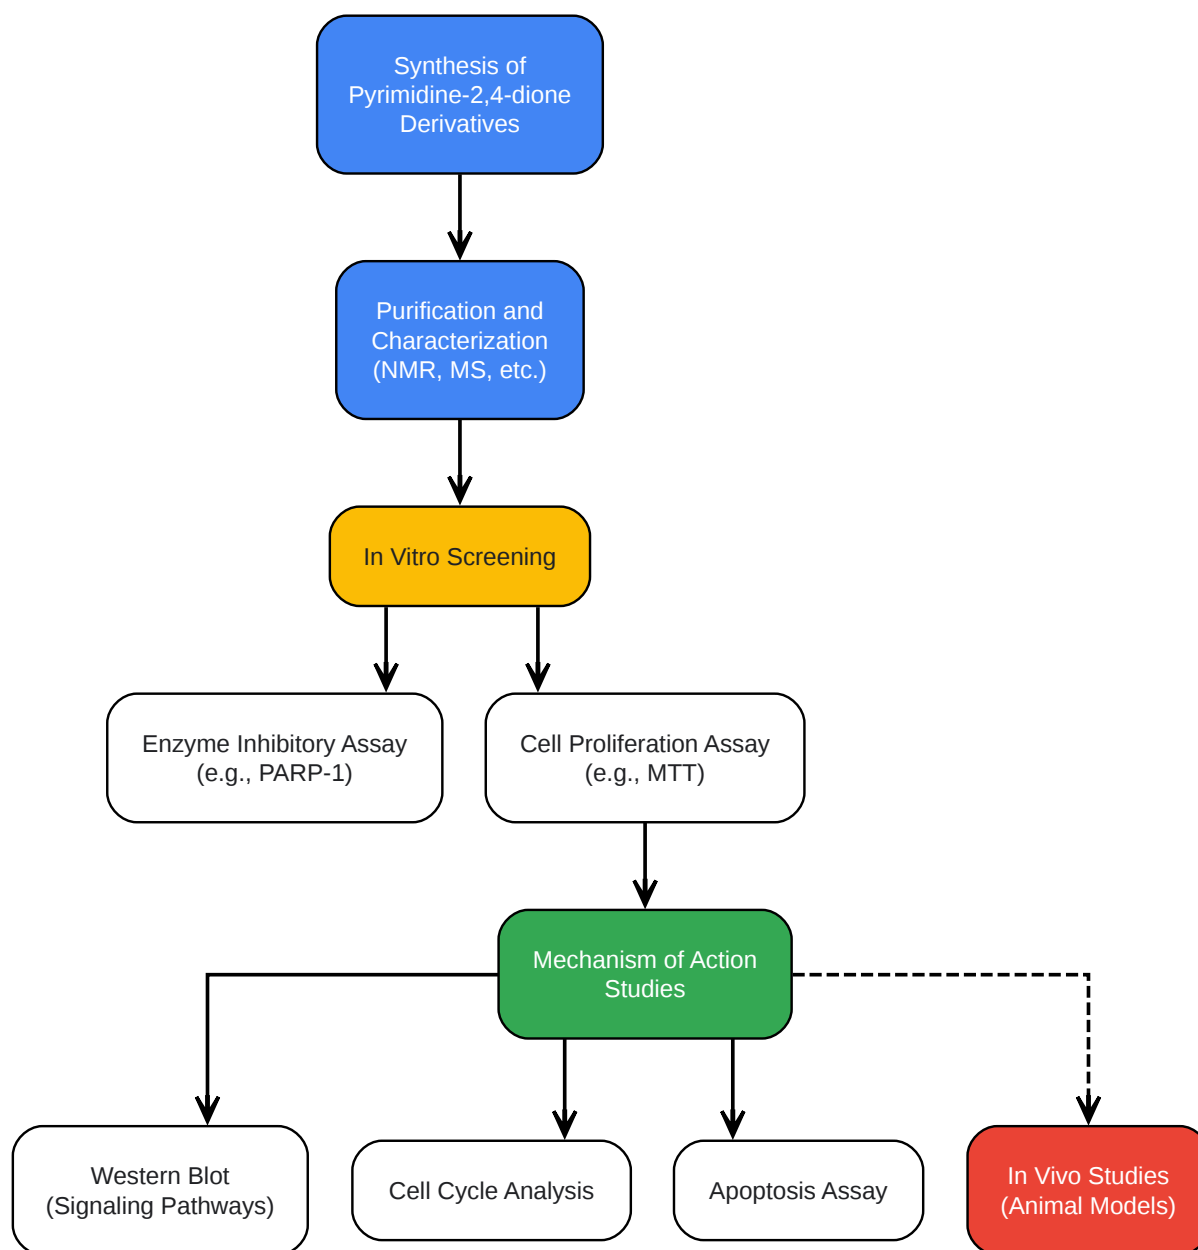 Synthesis of
Pyrimidine-2,4-dione
Derivatives
Purification and
Characterization
(NMR, MS, etc.)
In Vitro Screening
Enzyme Inhibitory Assay
(e.g., PARP-1)
Cell Proliferation Assay
(e.g., MTT)
Mechanism of Action
Studies
Western Blot
(Signaling Pathways)
Cell Cycle Analysis
Apoptosis Assay
In Vivo Studies
(Animal Models)